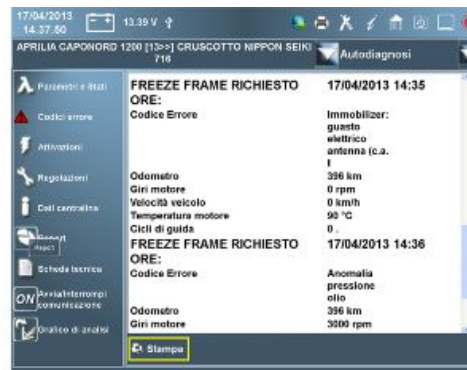 17/04/2013
14.37.50
13.39 V
APRILIA CAPONORD 1200 [13>>] CRUSCOTTO NIPPON SEIKI
716
Autodiagnosi
Parametri e Stati
Codici errore
Attivazioni
Regolazioni
Dati centralina
Report
Report
Scheda tecnica
ON
Avvia/Interrompi
comunicazione
Grafico di analisi
FREEZE FRAME RICHIESTO 17/04/2013 14:35
ORE:
Codice Errore Immobilizer:
guasto
elettrico
antenna (c.a.
Odometro 396 km
Giri motore 0 rpm
Velocità veicolo 0 km/h
Temperatura motore 90 °C
Cicli di guida 0 .
FREEZE FRAME RICHIESTO 17/04/2013 14:36
ORE:
Codice Errore Anomalia
pressione
olio
Odometro 396 km
Giri motore 3000 rpm
Stampa